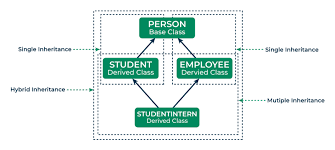 PERSON
Base Class
Single Inheritance
Single Inheritance
STUDENT
Derived Class
EMPLOYEE
Dervied Class
Hybrid Inheritance
Mutiple Inheritance
STUDENTINTERN
Derived Class